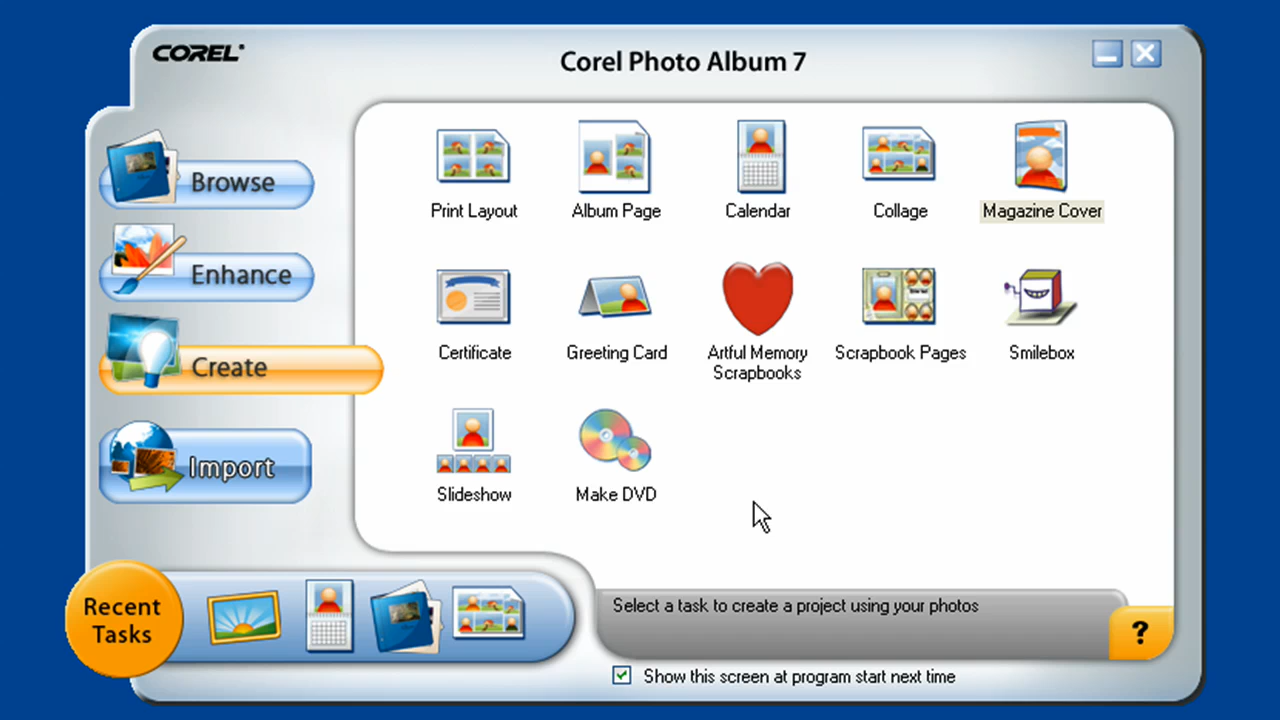 COREL
Corel Photo Album 7
Browse
Enhance
Create
Import
Print Layout
Album Page
Calendar
Collage
Magazine Cover
Certificate
Greeting Card
Artful Memory
Scrapbooks
Scrapbook Pages
Smilebox
Slideshow
Make DVD
Recent
Tasks
Select a task to create a project using your photos
?
Show this screen at program start next time